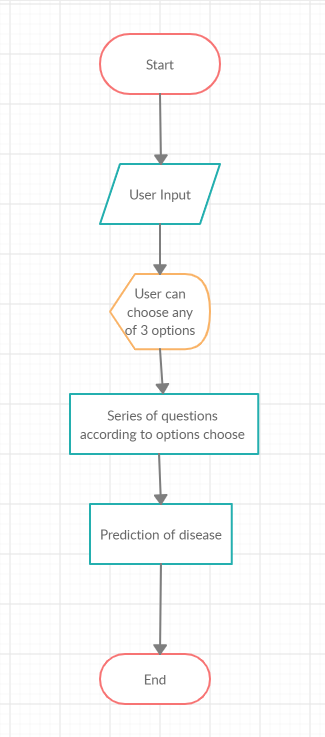 Start
User Input
User can
choose any
of 3 options
Series of questions
according to options choose
Prediction of disease
End